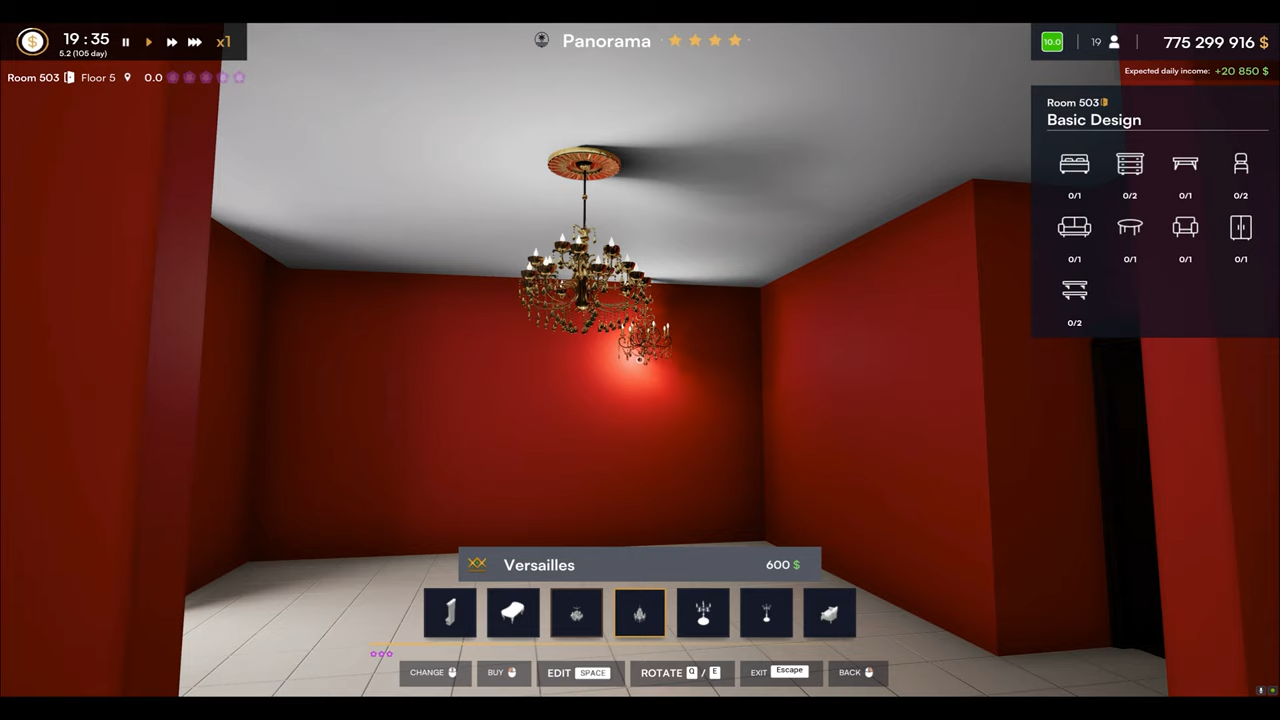 19 : 35
5.2 (105 day)
x1
Panorama
10.0
19
775 299 916 $
Expected daily income: +20 850 $
Room 503
Floor 5
0.0
Room 503
Basic Design
0/1
0/2
0/1
0/2
0/1
0/1
0/1
0/1
0/2
Versailles
600 $
CHANGE
BUY
EDIT SPACE
ROTATE Q / E
EXIT Escape
BACK